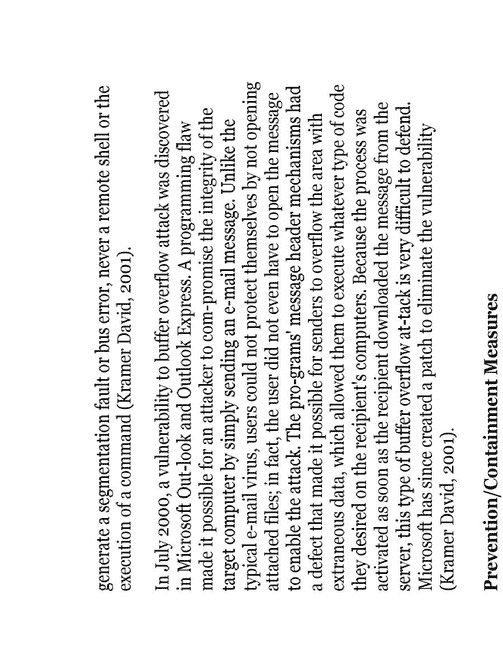 generate a segmentation fault or bus error, never a remote shell or the
execution of a command (Kramer David, 2001).
In July 2000, a vulnerability to buffer overflow attack was discovered
in Microsoft Out-look and Outlook Express. A programming flaw
made it possible for an attacker to com-promise the integrity of the
target computer by simply sending an e-mail message. Unlike the
typical e-mail virus, users could not protect themselves by not opening
attached files; in fact, the user did not even have to open the message
to enable the attack. The pro-grams' message header mechanisms had
a defect that made it possible for senders to overflow the area with
extraneous data, which allowed them to execute whatever type of code
they desired on the recipient's computers. Because the process was
activated as soon as the recipient downloaded the message from the
server, this type of buffer overflow at-tack is very difficult to defend.
Microsoft has since created a patch to eliminate the vulnerability
(Kramer David, 2001).
Prevention/Containment Measures